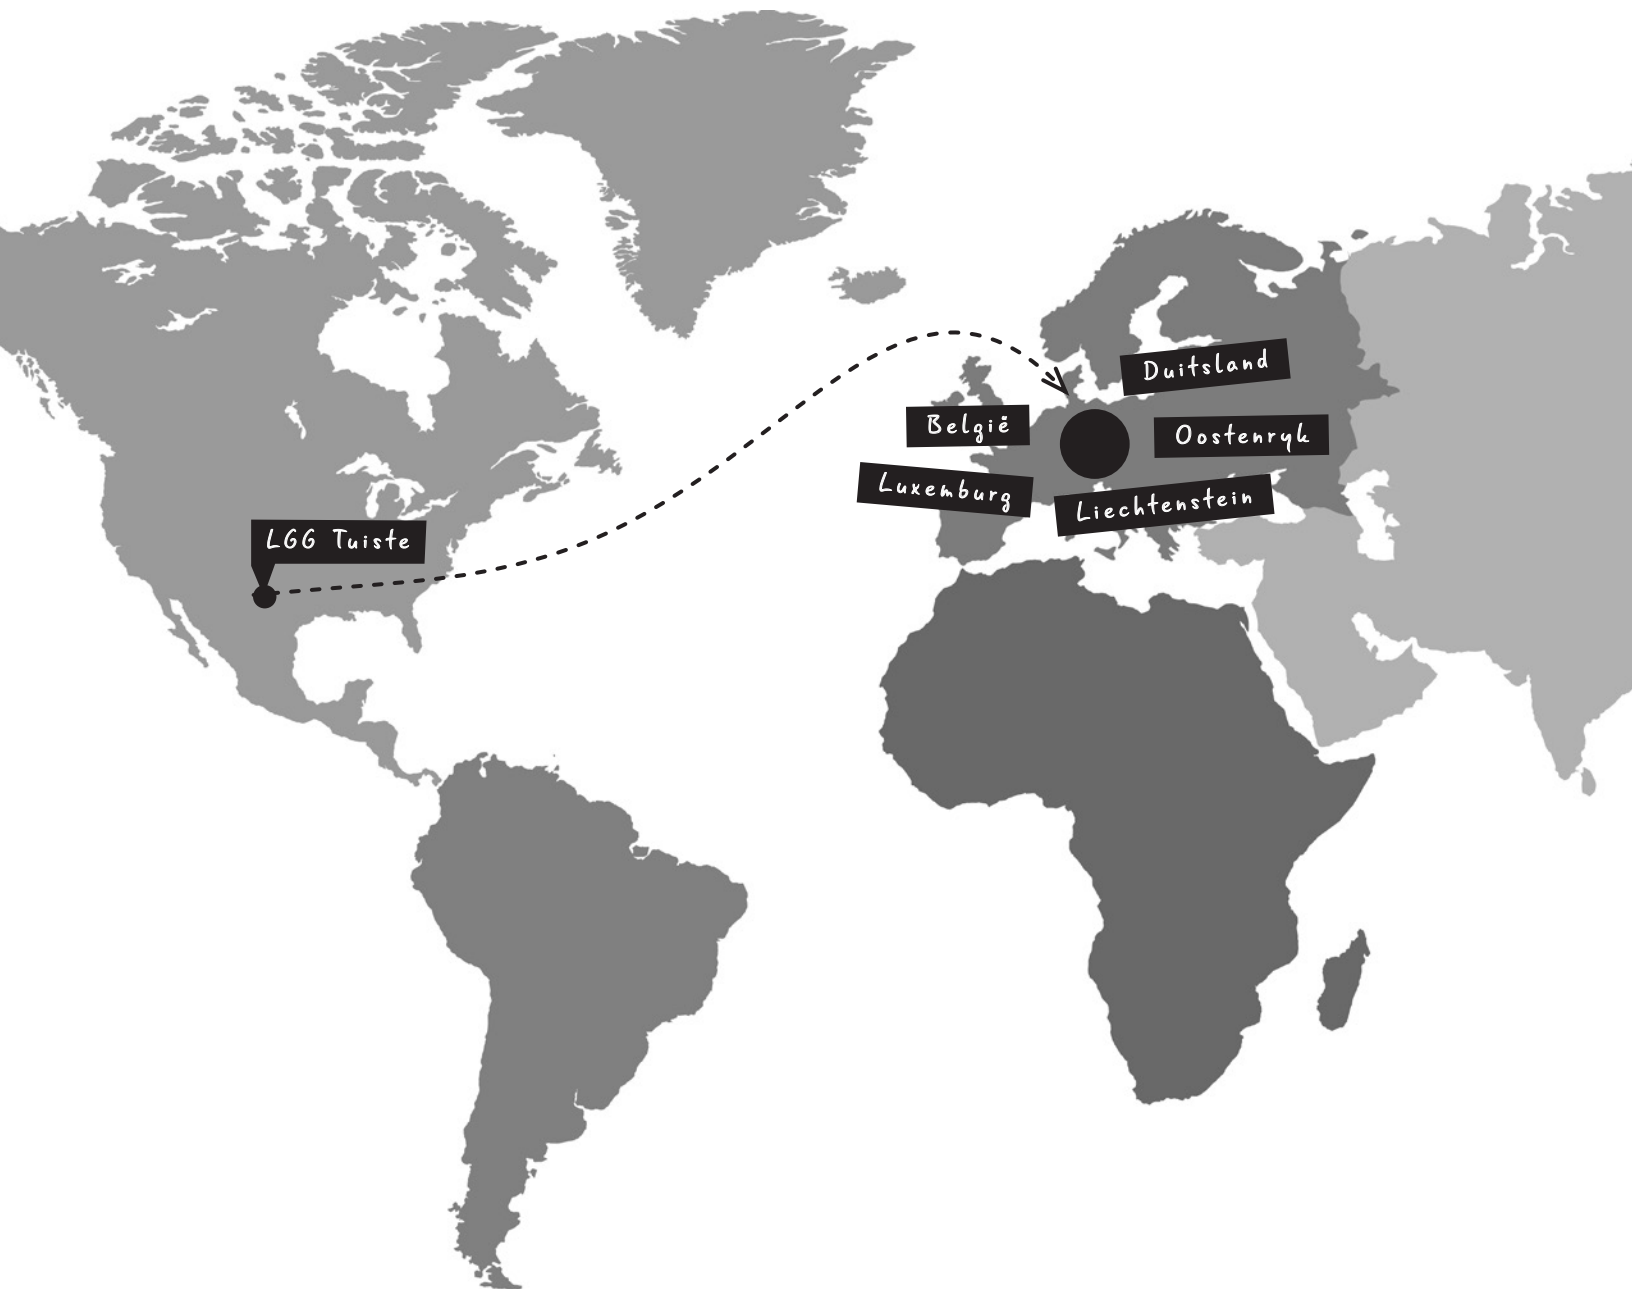 Duitsland
België
Oostenryk
Luxemburg
Liechtenstein
LGG Tuiste